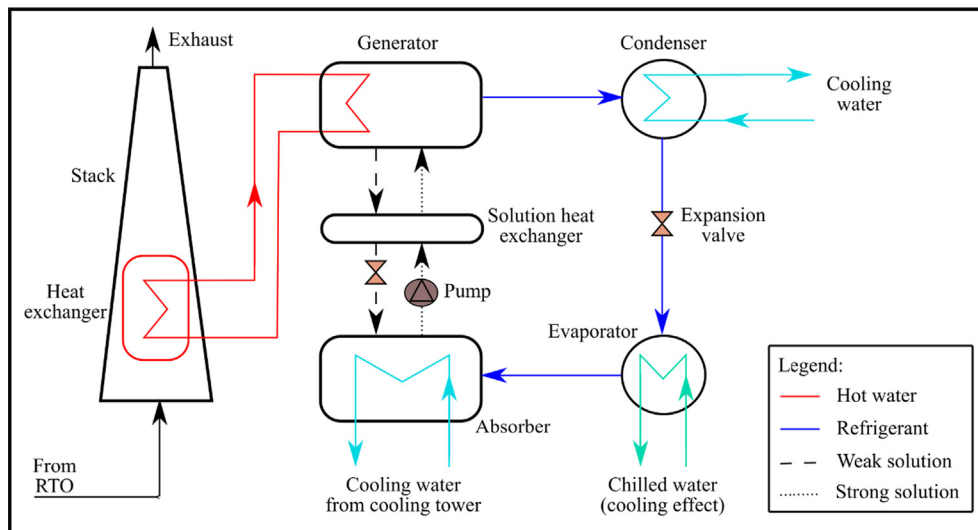 Exhaust
Generator
Condenser
Cooling
water
Stack
Solution heat
exchanger
Expansion
valve
Heat
exchanger
Pump
Evaporator
Absorber
From
RTO
Cooling water
from cooling tower
Chilled water
(cooling effect)
Legend:
Hot water
Refrigerant
Weak solution
Strong solution